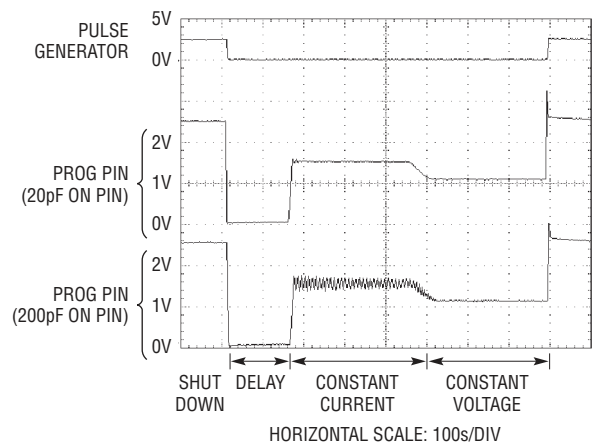 PULSE
GENERATOR
5V
0V
PROG PIN
(20pF ON PIN)
2V
1V
0V
PROG PIN
(200pF ON PIN)
2V
1V
0V
SHUT
DOWN
DELAY
CONSTANT
CURRENT
CONSTANT
VOLTAGE
HORIZONTAL SCALE: 100s/DIV